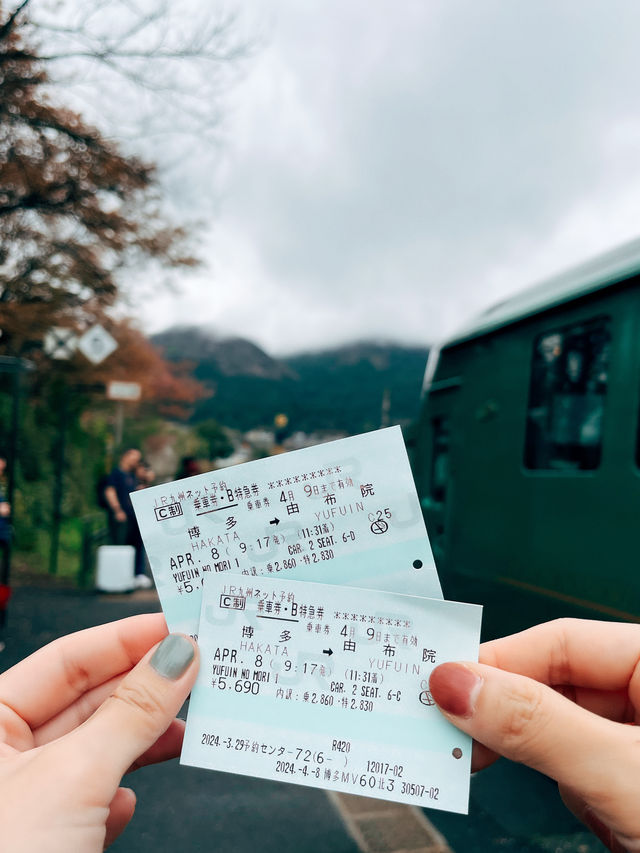 JR九州ネット予約 *********
C制 乗車券・B特急券
乗車券 4月 9日まで有効
博 多 → 由 布 院
HAKATA YUFUIN
APR. 8 ( 9:17発) (11:31着) C25
YUFUIN NO MORI 1 CAR. 2 SEAT. 6-D
¥5, 内訳:乗2,860・特2,830
JR九州ネット予約 *********
C制 乗車券・B特急券
乗車券 4月 9日まで有効
博 多 → 由 布 院
HAKATA YUFUIN
APR. 8 ( 9:17発) (11:31着)
YUFUIN NO MORI 1 CAR. 2 SEAT. 6-C
¥5,690 内訳:乗2,860・特2,830
2024.-3.29予約センター72(6- ) R420
12017-02
2024.-4.-8 博多MV60北3 30507-02